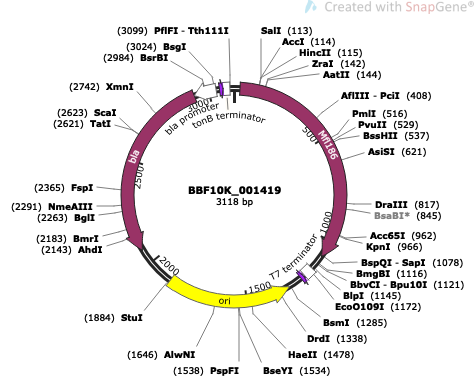 Created with SnapGene®
(3099) PflFI - Tth111I
(3024) BsgI
(2984) BsrBI
(2742) XmnI
(2623) ScaI
(2621) TatI
(2365) FspI
(2291) NmeAIII
(2263) BglI
(2183) BmrI
(2143) AhdI
(1884) StuI
(1646) AlwNI
(1538) PspFI
SalI (113)
AccI (114)
HincII (115)
ZraI (142)
AatII (144)
AflIII - PciI (408)
PmlI (516)
PvuII (529)
BssHII (537)
AsiSI (621)
DraIII (817)
BsaBI* (845)
Acc65I (962)
KpnI (966)
BspQI - SapI (1078)
BmgBI (1116)
BbvCI - Bpu10I (1121)
BlpI (1145)
EcoO109I (1172)
BsmI (1285)
DrdI (1338)
HaeII (1478)
BseYI (1534)
bla promoter
tonB terminator
T7 terminator
Mfl186
bla
ori
500
1000
1500
2000
2500
3000
BBF10K_001419
3118 bp